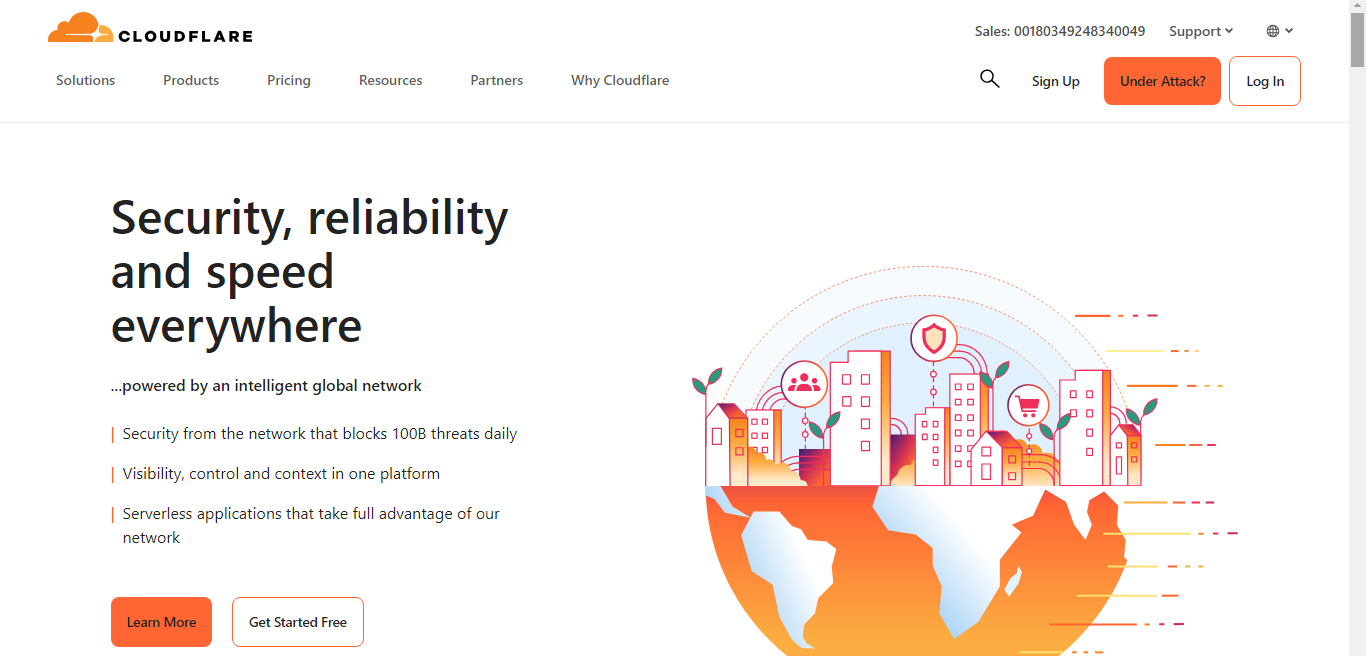 CLOUDFLARE
Sales: 00180349248340049 Support
Solutions Products Pricing Resources Partners Why Cloudflare
Sign Up Under Attack? Log In
Security, reliability
and speed
everywhere
...powered by an intelligent global network
Security from the network that blocks 100B threats daily
Visibility, control and context in one platform
Serverless applications that take full advantage of our
network
Learn More Get Started Free